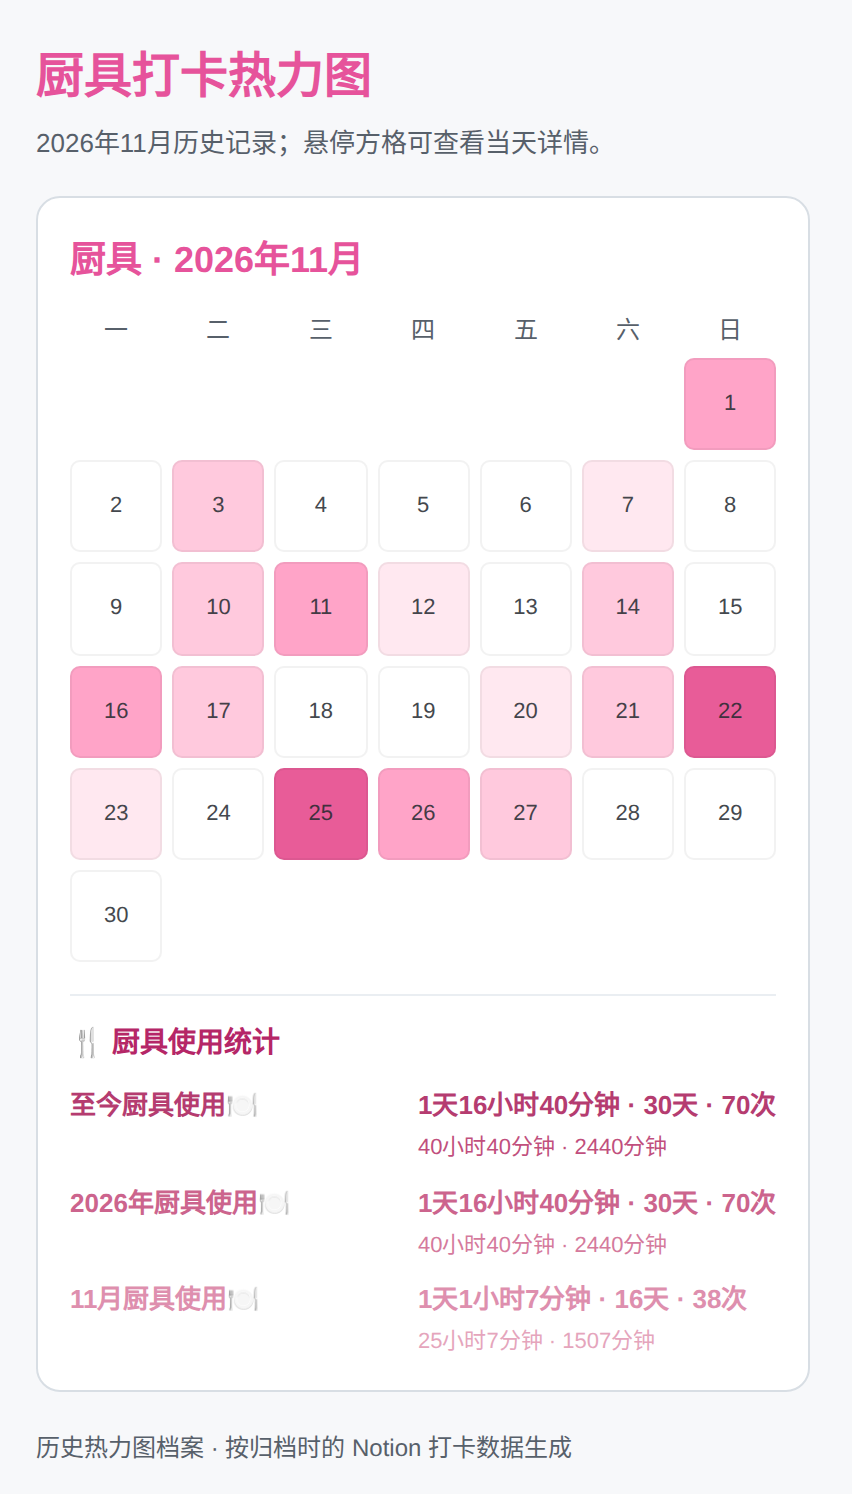 厨具打卡热力图
2026年11月历史记录；悬停方格可查看当天详情。
厨具 · 2026年11月
一 二 三 四 五 六 日
1
2 3 4 5 6 7 8
9 10 11 12 13 14 15
16 17 18 19 20 21 22
23 24 25 26 27 28 29
30
🍴 厨具使用统计
至今厨具使用🍽️ 1天16小时40分钟 · 30天 · 70次
40小时40分钟 · 2440分钟
2026年厨具使用🍽️ 1天16小时40分钟 · 30天 · 70次
40小时40分钟 · 2440分钟
11月厨具使用🍽️ 1天1小时7分钟 · 16天 · 38次
25小时7分钟 · 1507分钟
历史热力图档案 · 按归档时的 Notion 打卡数据生成